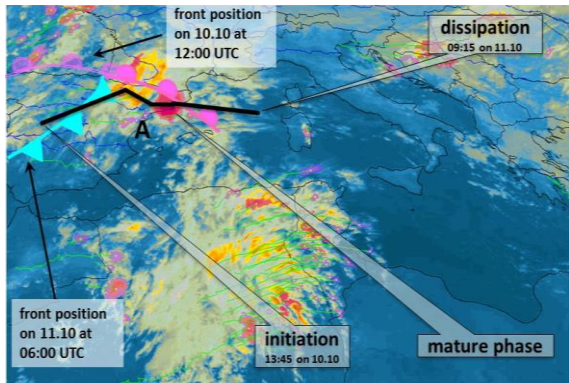 front position
on 10.10 at
12:00 UTC
dissipation
09:15 on 11.10
A
front position
on 11.10 at
06:00 UTC
initiation
13:45 on 10.10
mature phase